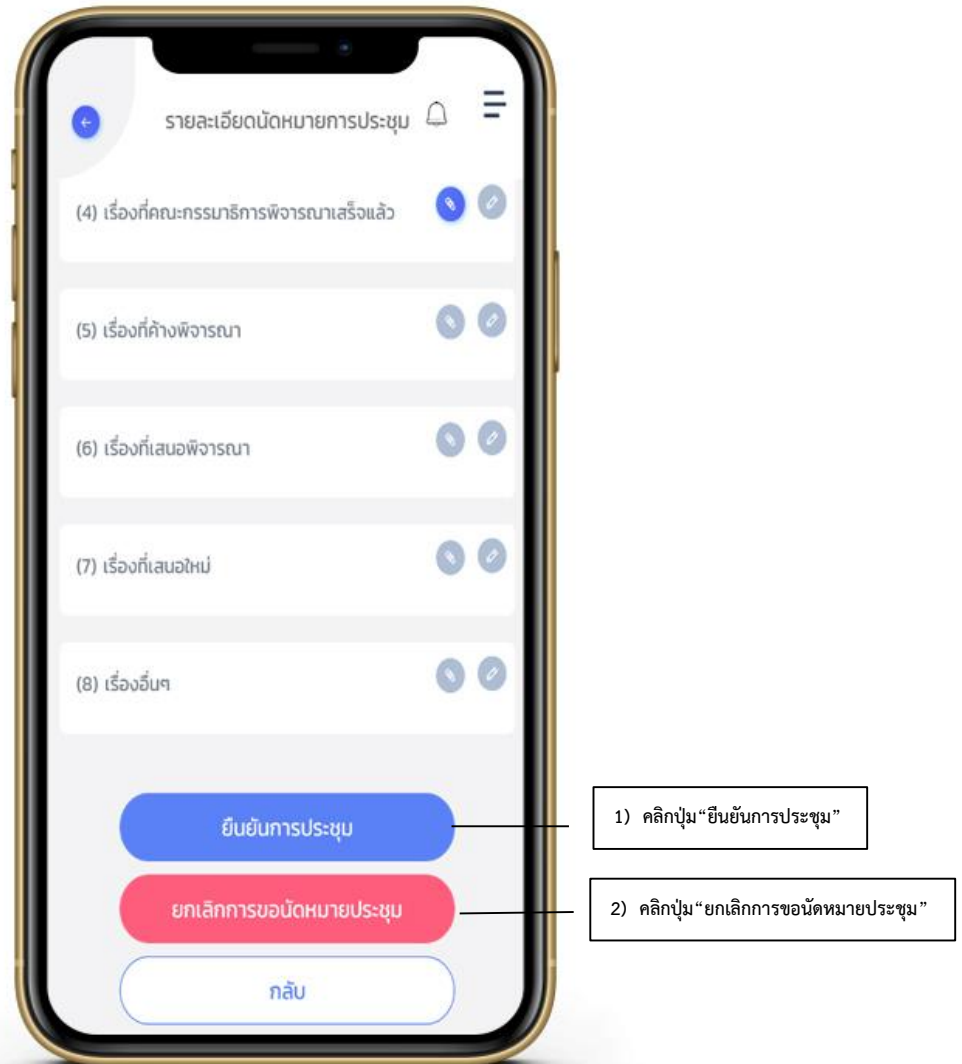 รายละเอียดนัดหมายการประชุม
(4) เรื่องที่คณะกรรมาธิการพิจารณาเสร็จแล้ว
(5) เรื่องที่ค้างพิจารณา
(6) เรื่องที่เสนอพิจารณา
(7) เรื่องที่เสนอใหม่
(8) เรื่องอื่นๆ
ยืนยันการประชุม
1) คลิกปุ่ม“ยืนยันการประชุม”
ยกเลิกการขอนัดหมายประชุม
2) คลิกปุ่ม“ยกเลิกการขอนัดหมายประชุม”
กลับ